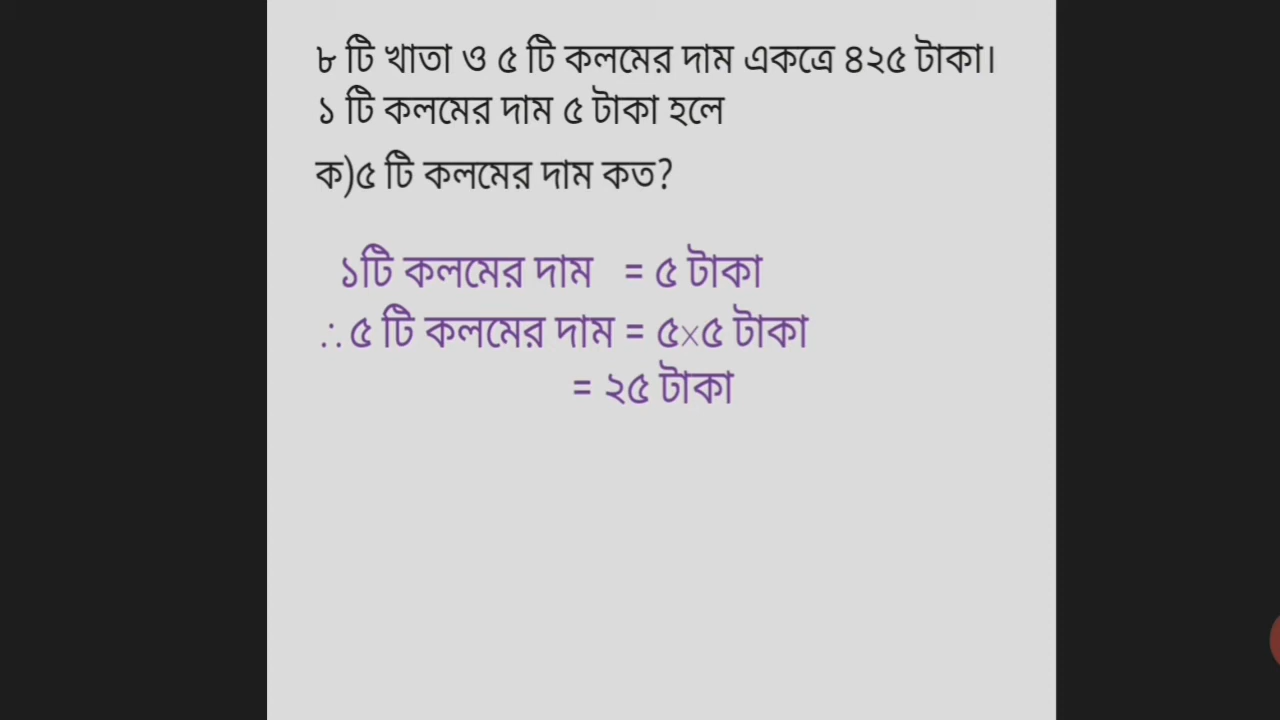 ৮ টি খাতা ও ৫ টি কলমের দাম একত্রে ৪২৫ টাকা।
১ টি কলমের দাম ৫ টাকা হলে
ক)৫ টি কলমের দাম কত?
১টি কলমের দাম = ৫ টাকা
∴ ৫ টি কলমের দাম = ৫×৫ টাকা
= ২৫ টাকা